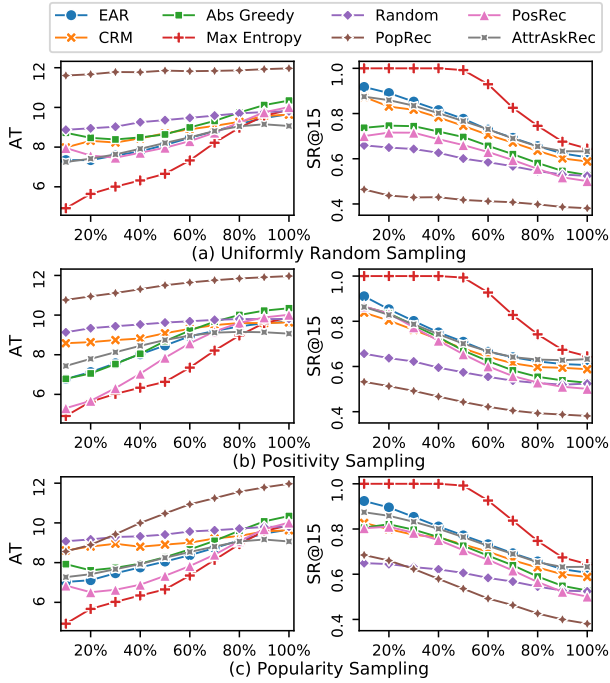 EAR Abs Greedy Random PosRec
CRM Max Entropy PopRec AttrAskRec
12
10
8
6
AT
20% 40% 60% 80% 100%
1.0
0.8
0.6
0.4
SR@15
20% 40% 60% 80% 100%
(a) Uniformly Random Sampling
12
10
8
6
AT
20% 40% 60% 80% 100%
1.0
0.8
0.6
0.4
SR@15
20% 40% 60% 80% 100%
(b) Positivity Sampling
12
10
8
6
AT
20% 40% 60% 80% 100%
1.0
0.8
0.6
0.4
SR@15
20% 40% 60% 80% 100%
(c) Popularity Sampling